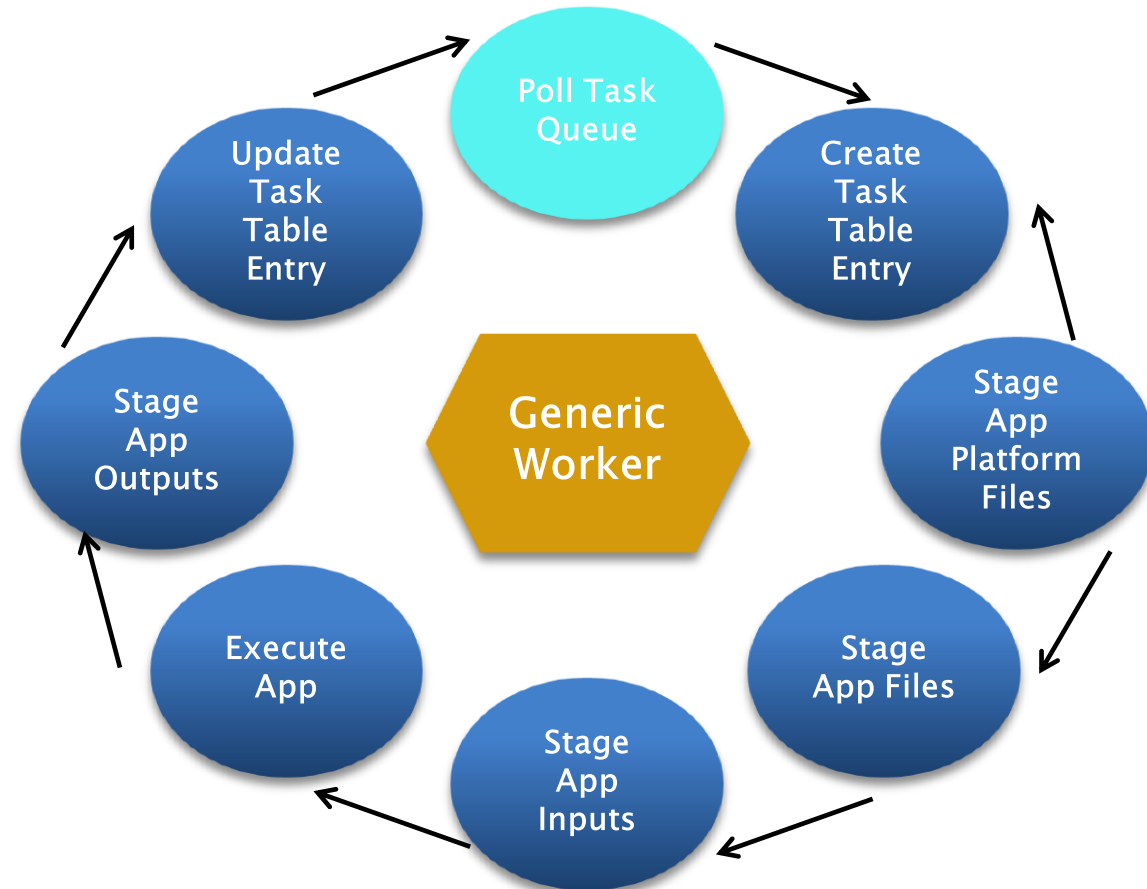 Poll Task
Queue
Create
Task
Table
Entry
Stage
App
Platform
Files
Stage
App Files
Stage
App
Inputs
Execute
App
Stage
App
Outputs
Update
Task
Table
Entry
Generic
Worker